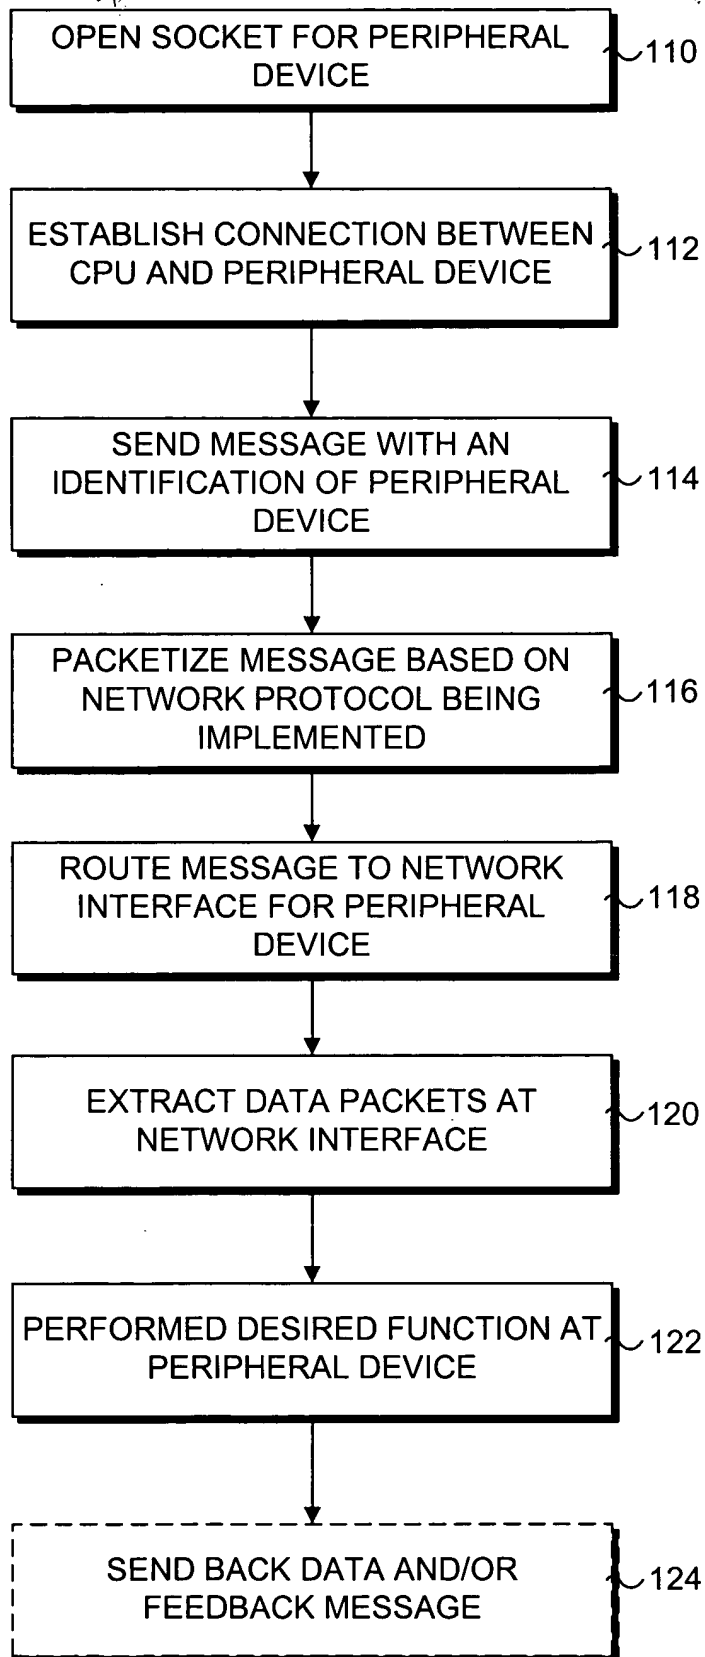 OPEN SOCKET FOR PERIPHERAL
DEVICE
110
ESTABLISH CONNECTION BETWEEN
CPU AND PERIPHERAL DEVICE
112
SEND MESSAGE WITH AN
IDENTIFICATION OF PERIPHERAL
DEVICE
114
PACKETIZE MESSAGE BASED ON
NETWORK PROTOCOL BEING
IMPLEMENTED
116
ROUTE MESSAGE TO NETWORK
INTERFACE FOR PERIPHERAL
DEVICE
118
EXTRACT DATA PACKETS AT
NETWORK INTERFACE
120
PERFORMED DESIRED FUNCTION AT
PERIPHERAL DEVICE
122
SEND BACK DATA AND/OR
FEEDBACK MESSAGE
124